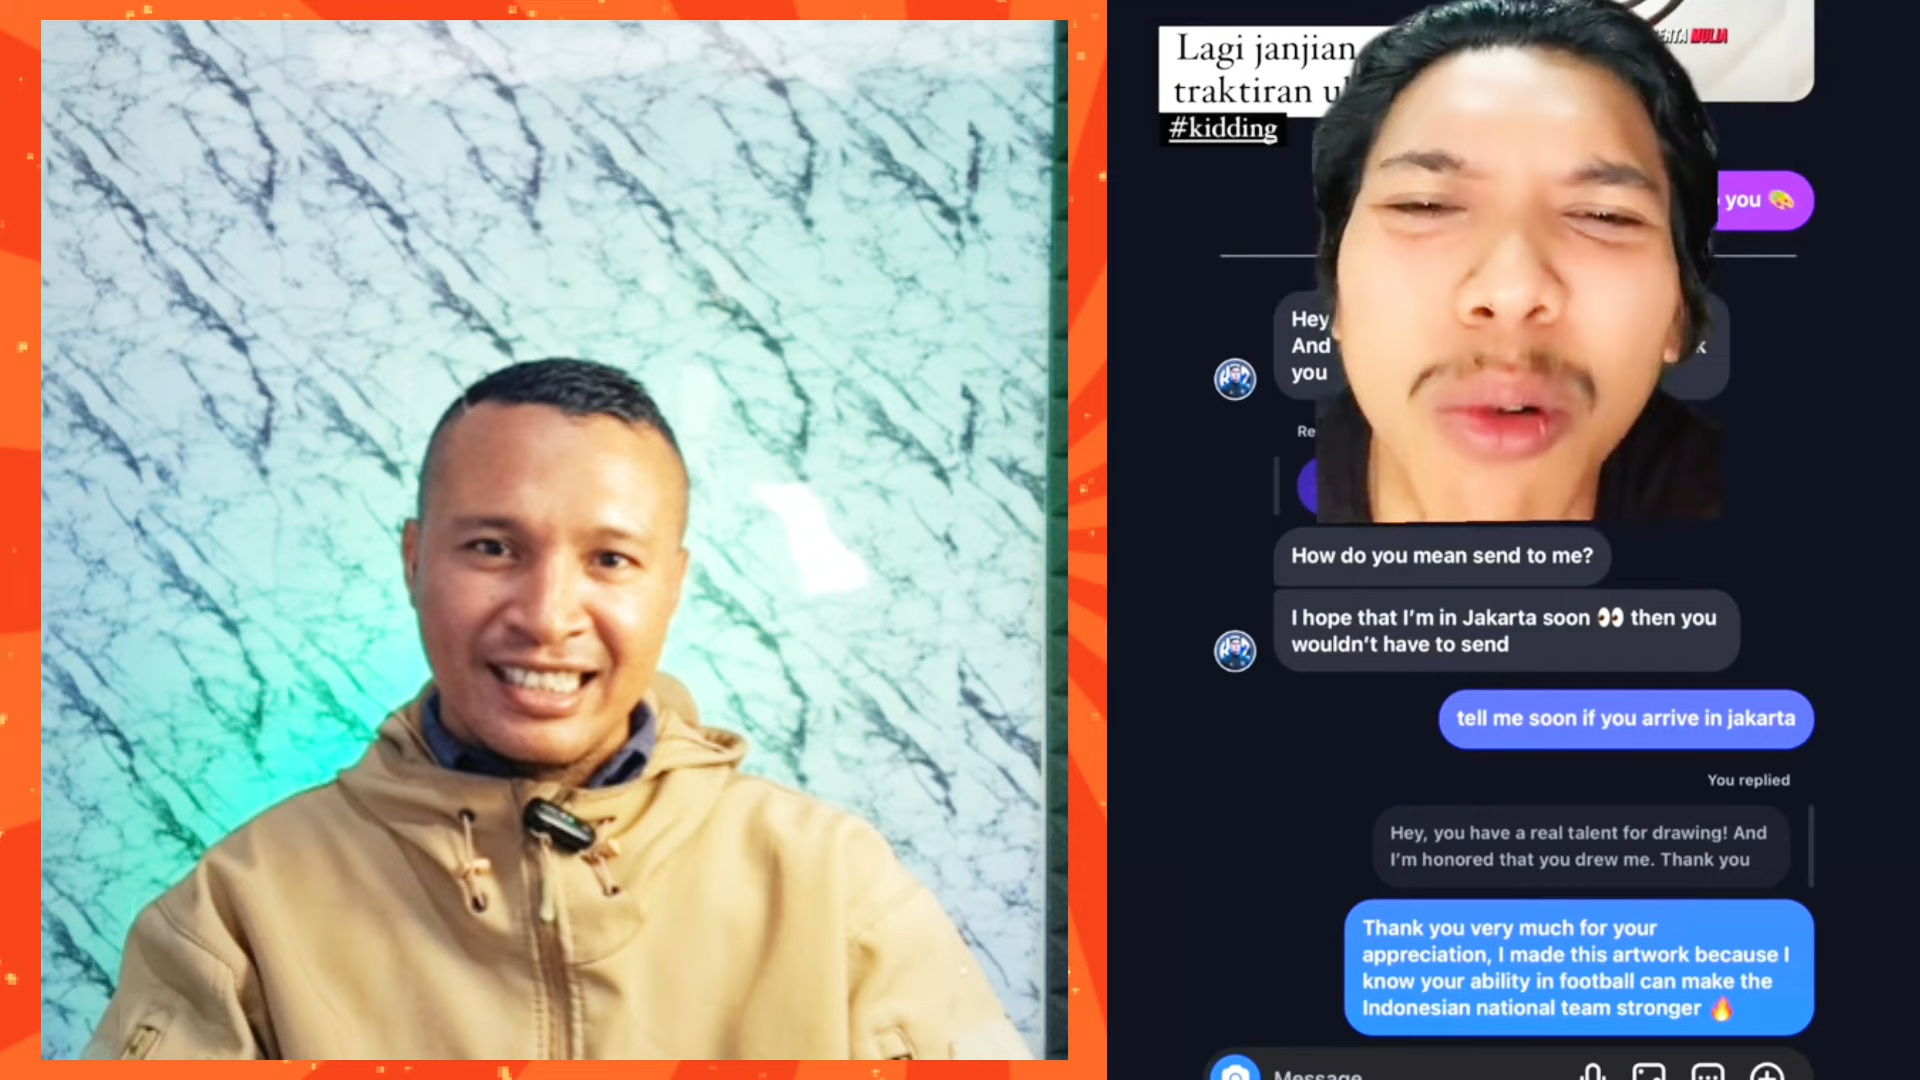 Lagi janjian
traktiran
#kidding
MULIA
you 🎨
Hey
And
you
How do you mean send to me?
I hope that I'm in Jakarta soon 👀 then you
wouldn't have to send
tell me soon if you arrive in jakarta
You replied
Hey, you have a real talent for drawing! And
I'm honored that you drew me. Thank you
Thank you very much for your
appreciation, I made this artwork because I
know your ability in football can make the
Indonesian national team stronger 🔥
Message